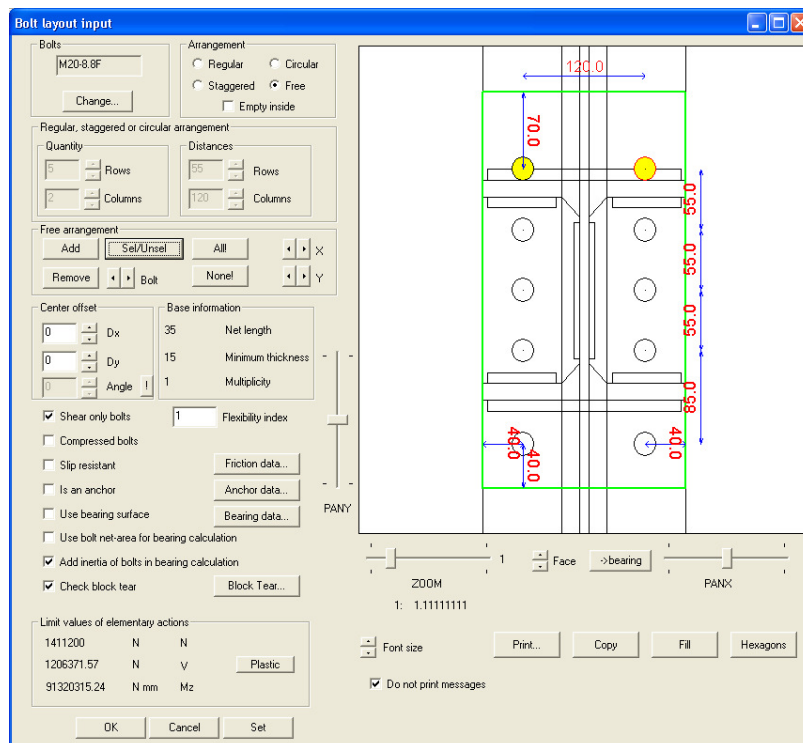 Bolt layout input
Bolts
M20-8.8F
Change...
Arrangement
Regular
Circular
Staggered
Free
Empty inside
Regular, staggered or circular arrangement
Quantity
5
Rows
2
Columns
Distances
55
Rows
120
Columns
Free arrangement
Add
Sel/Unsel
All!
X
Remove
Bolt
None!
Y
Center offset
0
Dx
0
Dy
0
Angle
!
Base information
35
Net length
15
Minimum thickness
1
Multiplicity
Shear only bolts
1
Flexibility index
Compressed bolts
Slip resistant
Friction data...
Is an anchor
Anchor data...
Use bearing surface
Bearing data...
Use bolt net-area for bearing calculation
Add inertia of bolts in bearing calculation
Check block tear
Block Tear...
PANY
Limit values of elementary actions
1411200
N
N
1206371.57
N
V
Plastic
91320315.24
N mm
Mz
OK
Cancel
Set
120.0
70.0
55.0
55.0
55.0
85.0
40.0
40.0
40.0
ZOOM
1
Face
->bearing
PANX
1: 1.11111111
Font size
Print...
Copy
Fill
Hexagons
Do not print messages